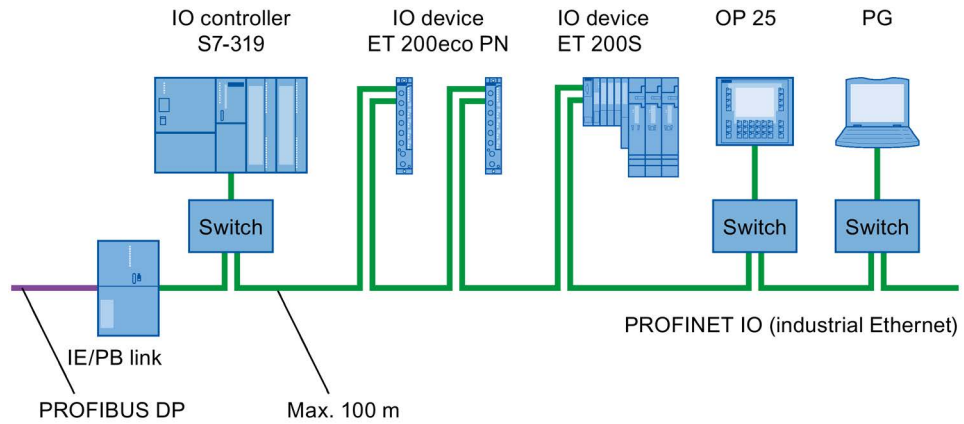 IO controller
S7-319
IO device
ET 200eco PN
IO device
ET 200S
OP 25
PG
Switch
Switch
Switch
PROFINET IO (industrial Ethernet)
IE/PB link
PROFIBUS DP
Max. 100 m